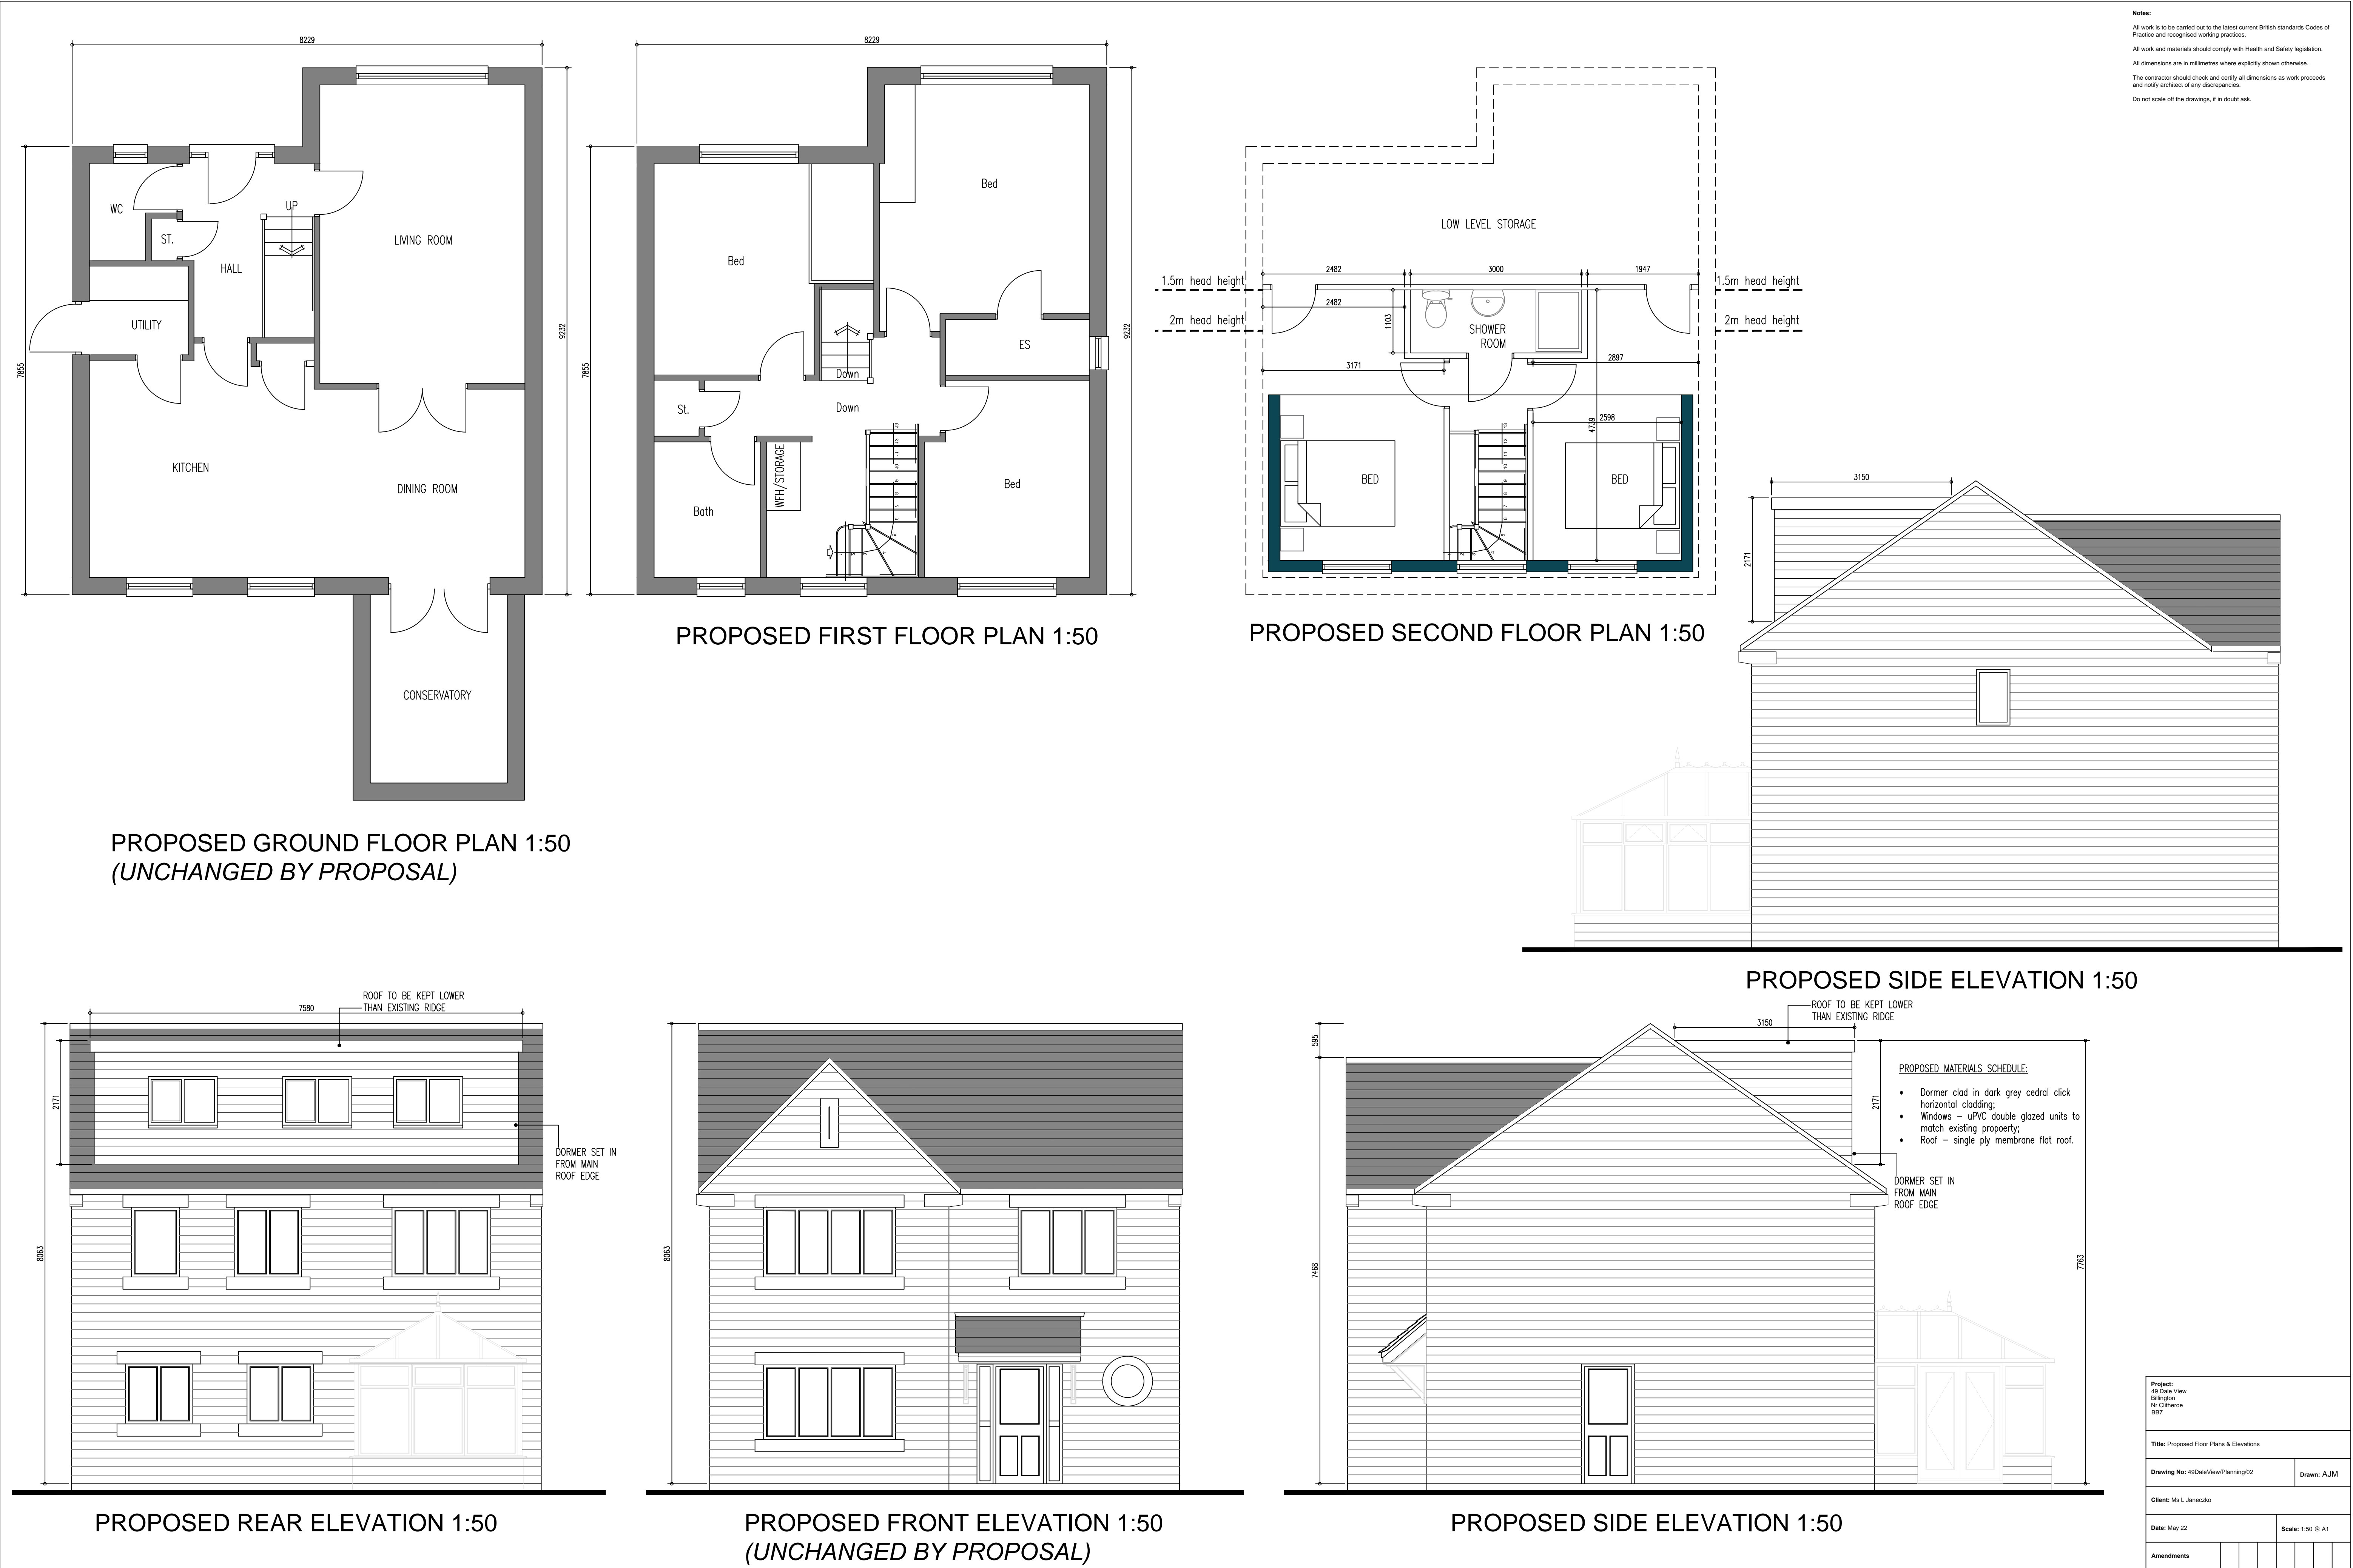 Notes:
All work is to be carried out to the latest current British standards Codes of
Practice and recognised working practices.
All work and materials should comply with Health and Safety legislation.
All dimensions are in millimetres where explicitly shown otherwise.
The contractor should check and certify all dimensions as work proceeds
and notify architect of any discrepancies.
Do not scale off the drawings, if in doubt ask.
8229
7855
9232
WC
ST.
UP
HALL
LIVING ROOM
UTILITY
KITCHEN
DINING ROOM
CONSERVATORY
PROPOSED GROUND FLOOR PLAN 1:50
(UNCHANGED BY PROPOSAL)
8229
7855
9232
Bed
Bed
ES
Down
Down
St.
WFH/STORAGE
Bath
Bed
PROPOSED FIRST FLOOR PLAN 1:50
LOW LEVEL STORAGE
1.5m head height
1.5m head height
2m head height
2m head height
2482
3000
1947
2482
1103
SHOWER
ROOM
3171
2897
2598
4739
BED
BED
PROPOSED SECOND FLOOR PLAN 1:50
3150
2171
PROPOSED SIDE ELEVATION 1:50
ROOF TO BE KEPT LOWER
THAN EXISTING RIDGE
7580
2171
8063
DORMER SET IN
FROM MAIN
ROOF EDGE
PROPOSED REAR ELEVATION 1:50
8063
PROPOSED FRONT ELEVATION 1:50
(UNCHANGED BY PROPOSAL)
ROOF TO BE KEPT LOWER
THAN EXISTING RIDGE
3150
595
7468
2171
7763
DORMER SET IN
FROM MAIN
ROOF EDGE
PROPOSED SIDE ELEVATION 1:50
PROPOSED MATERIALS SCHEDULE:
• Dormer clad in dark grey cedral click
horizontal cladding;
• Windows – uPVC double glazed units to
match existing propoerty;
• Roof – single ply membrane flat roof.
Project:
49 Dale View
Billington
Nr Clitheroe
BB7
Title: Proposed Floor Plans & Elevations
Drawing No: 49DaleView/Planning/02
Drawn: AJM
Client: Ms L Janeczko
Date: May 22
Scale: 1:50 @ A1
Amendments